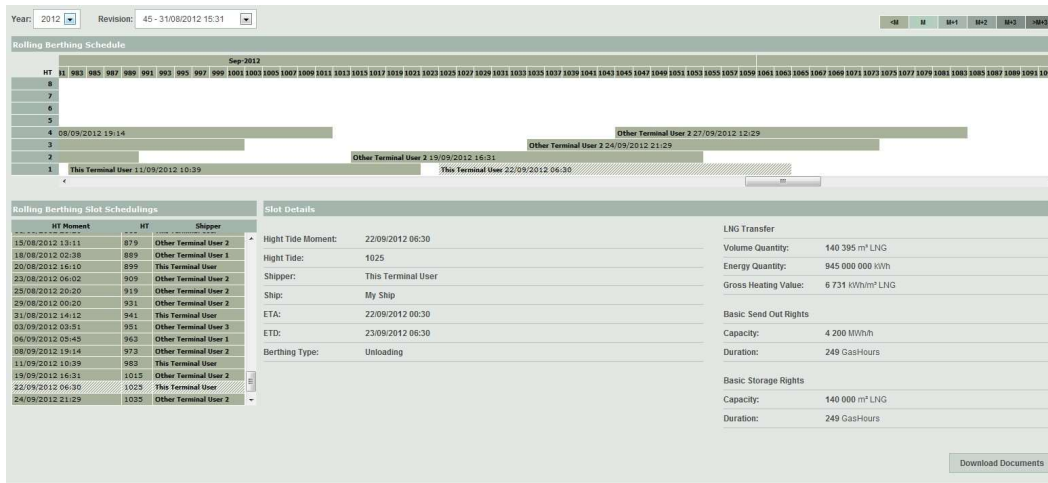 Year: 2012 Revision: 45 - 31/08/2012 15:31
<M M M+1 M+2 M+3 >M+3
Rolling Berthing Schedule
Sep-2012
HT 81 983 985 987 989 991 993 995 997 999 1001 1003 1005 1007 1009 1011 1013 1015 1017 1019 1021 1023 1025 1027 1029 1031 1033 1035 1037 1039 1041 1043 1045 1047 1049 1051 1053 1055 1057 1059 1061 1063 1065 1067 1069 1071 1073 1075 1077 1079 1081 1083 1085 1087 1089 1091
8
7
6
5
4 08/09/2012 19:14 Other Terminal User 2 27/09/2012 12:29
3 Other Terminal User 2 24/09/2012 21:29
2 Other Terminal User 2 19/09/2012 16:31
1 This Terminal User 11/09/2012 10:39 This Terminal User 22/09/2012 06:30
Rolling Berthing Slot Schedulings
HT Moment HT Shipper
15/08/2012 13:11 879 Other Terminal User 2
18/08/2012 02:38 889 Other Terminal User 1
20/08/2012 16:10 899 This Terminal User
23/08/2012 06:02 909 Other Terminal User 2
25/08/2012 20:20 919 Other Terminal User 2
29/08/2012 00:20 931 Other Terminal User 2
31/08/2012 14:12 941 This Terminal User
03/09/2012 03:51 951 Other Terminal User 3
06/09/2012 05:45 963 Other Terminal User 1
08/09/2012 19:14 973 Other Terminal User 2
11/09/2012 10:39 983 This Terminal User
19/09/2012 16:31 1015 Other Terminal User 2
22/09/2012 06:30 1025 This Terminal User
24/09/2012 21:29 1035 Other Terminal User 2
Slot Details
Hight Tide Moment: 22/09/2012 06:30
Hight Tide: 1025
Shipper: This Terminal User
Ship: My Ship
ETA: 22/09/2012 00:30
ETD: 23/09/2012 06:30
Berthing Type: Unloading
LNG Transfer
Volume Quantity: 140 395 m³ LNG
Energy Quantity: 945 000 000 kWh
Gross Heating Value: 6 731 kWh/m³ LNG
Basic Send Out Rights
Capacity: 4 200 MWh/h
Duration: 249 GasHours
Basic Storage Rights
Capacity: 140 000 m³ LNG
Duration: 249 GasHours
Download Documents